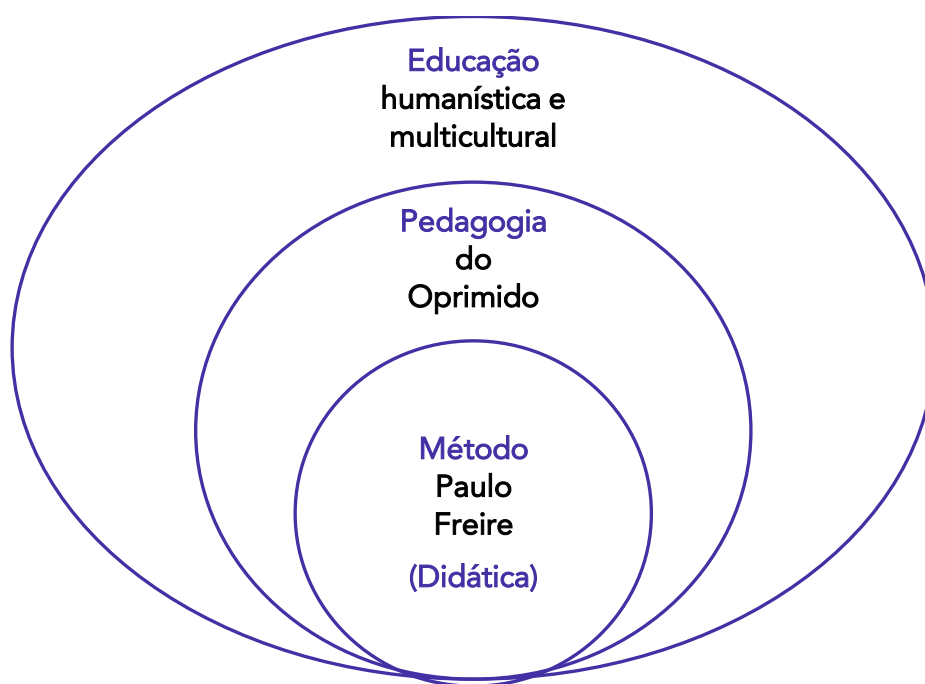 Educação
humanística e
multicultural
Pedagogia
do
Oprimido
Método
Paulo
Freire
(Didática)